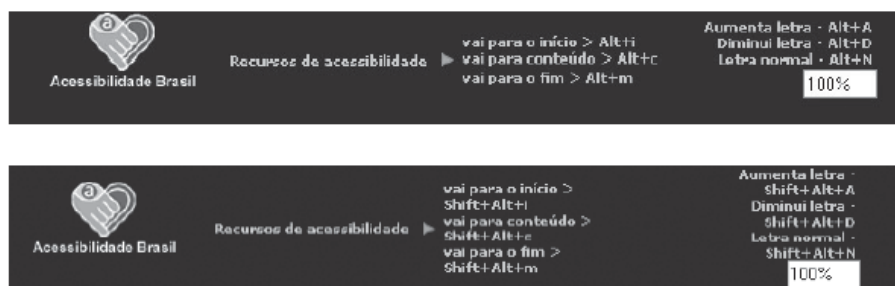 a
Acessibilidade Brasil
Recursos de acessibilidade
vai para o início > Alt+i
vai para conteúdo > Alt+c
vai para o fim > Alt+m
Aumenta letra - Alt+A
Diminui letra - Alt+D
Letra normal - Alt+N
100%
a
Acessibilidade Brasil
Recursos de acessibilidade
vai para o início >
Shift+Alt+i
vai para conteúdo >
Shift+Alt+c
vai para o fim >
Shift+Alt+m
Aumenta letra -
Shift+Alt+A
Diminui letra -
Shift+Alt+D
Letra normal -
Shift+Alt+N
100%